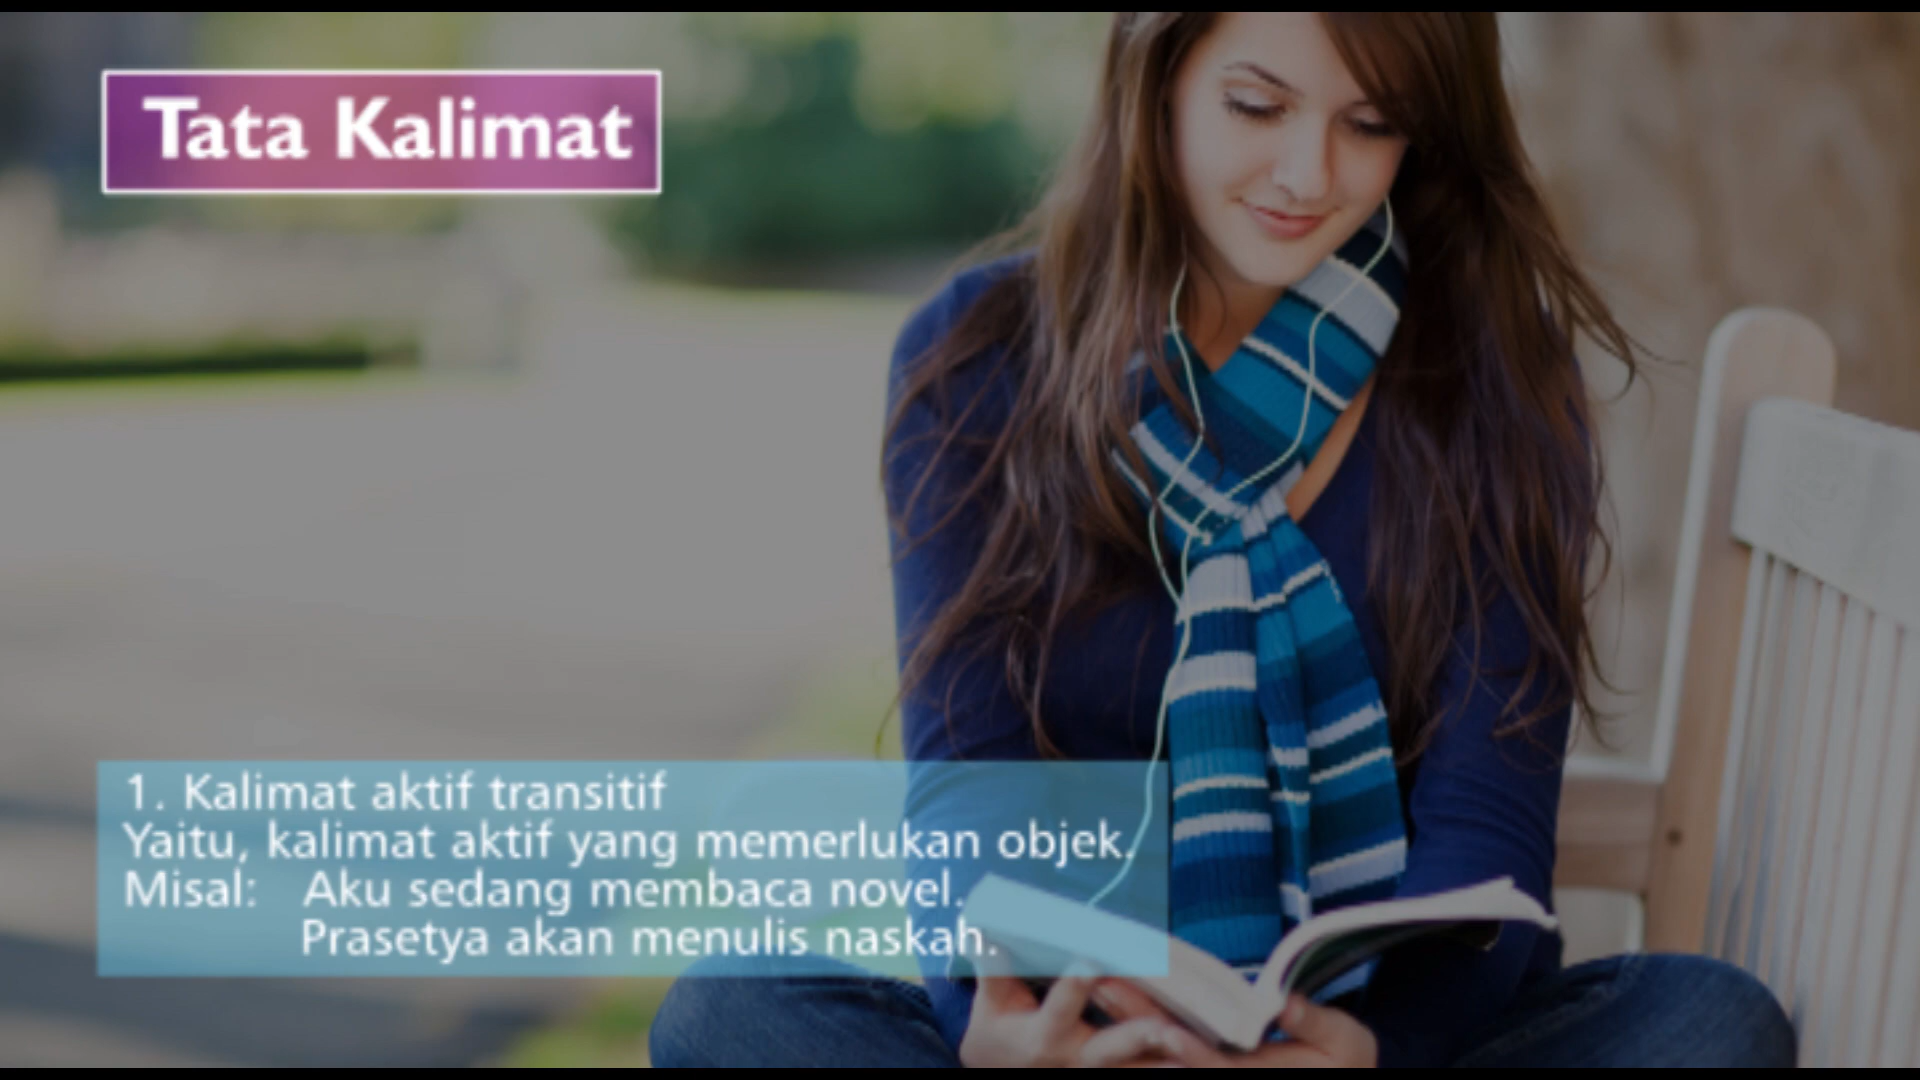 Tata Kalimat
1. Kalimat aktif transitif
Yaitu, kalimat aktif yang memerlukan objek.
Misal: Aku sedang membaca novel.
Prasetya akan menulis naskah.